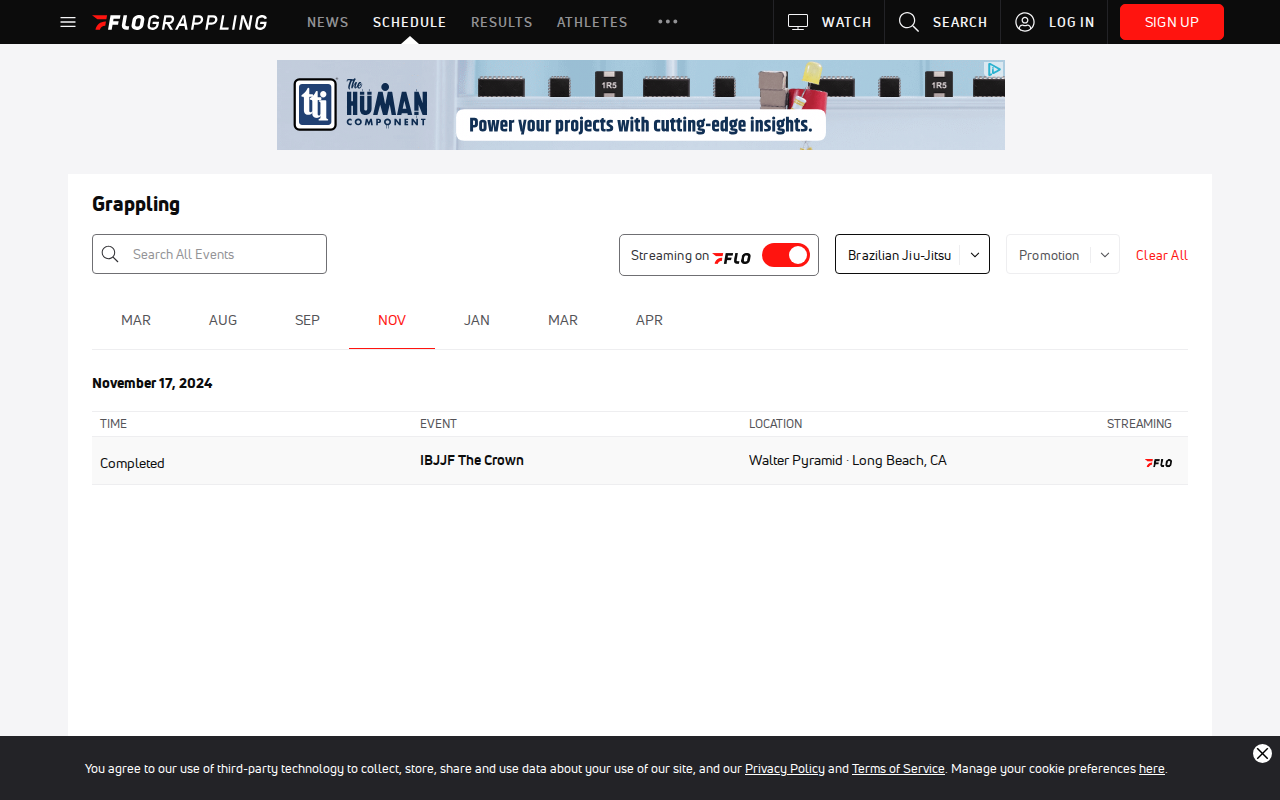 FLOGRAPPLING NEWS SCHEDULE RESULTS ATHLETES WATCH SEARCH LOG IN SIGN UP
tti The HUMAN COMPONENT
1R5 1R5
Power your projects with cutting-edge insights.
Grappling
Search All Events Streaming on FLO Brazilian Jiu-Jitsu Promotion Clear All
MAR AUG SEP NOV JAN MAR APR
November 17, 2024
TIME EVENT LOCATION STREAMING
Completed IBJJF The Crown Walter Pyramid · Long Beach, CA FLO
You agree to our use of third-party technology to collect, store, share and use data about your use of our site, and our Privacy Policy and Terms of Service. Manage your cookie preferences here.